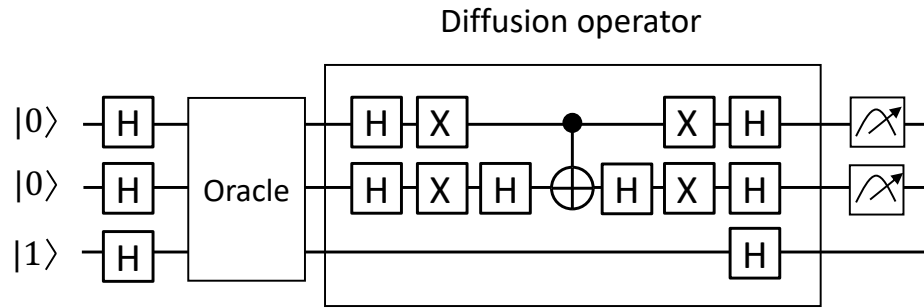 Diffusion operator
|0⟩ H H X X H
|0⟩ H Oracle H X H H X H
|1⟩ H H